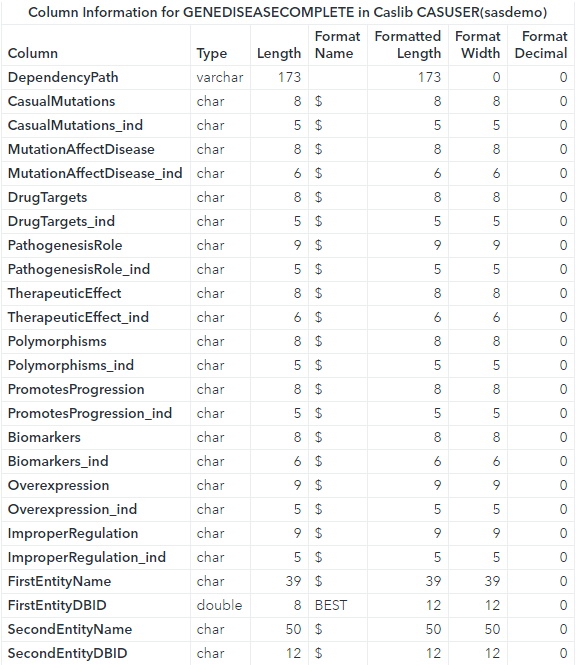 Column Information for GENEDISEASECOMPLETE in Caslib CASUSER(sasdemo)
Column Type Length Format Name Formatted Length Format Width Format Decimal
DependencyPath varchar 173 173 0 0
CasualMutations char 8 $ 8 8 0
CasualMutations_ind char 5 $ 5 5 0
MutationAffectDisease char 8 $ 8 8 0
MutationAffectDisease_ind char 6 $ 6 6 0
DrugTargets char 8 $ 8 8 0
DrugTargets_ind char 5 $ 5 5 0
PathogenesisRole char 9 $ 9 9 0
PathogenesisRole_ind char 5 $ 5 5 0
TherapeuticEffect char 8 $ 8 8 0
TherapeuticEffect_ind char 6 $ 6 6 0
Polymorphisms char 8 $ 8 8 0
Polymorphisms_ind char 5 $ 5 5 0
PromotesProgression char 8 $ 8 8 0
PromotesProgression_ind char 5 $ 5 5 0
Biomarkers char 8 $ 8 8 0
Biomarkers_ind char 6 $ 6 6 0
Overexpression char 9 $ 9 9 0
Overexpression_ind char 5 $ 5 5 0
ImproperRegulation char 9 $ 9 9 0
ImproperRegulation_ind char 5 $ 5 5 0
FirstEntityName char 39 $ 39 39 0
FirstEntityDBID double 8 BEST 12 12 0
SecondEntityName char 50 $ 50 50 0
SecondEntityDBID char 12 $ 12 12 0